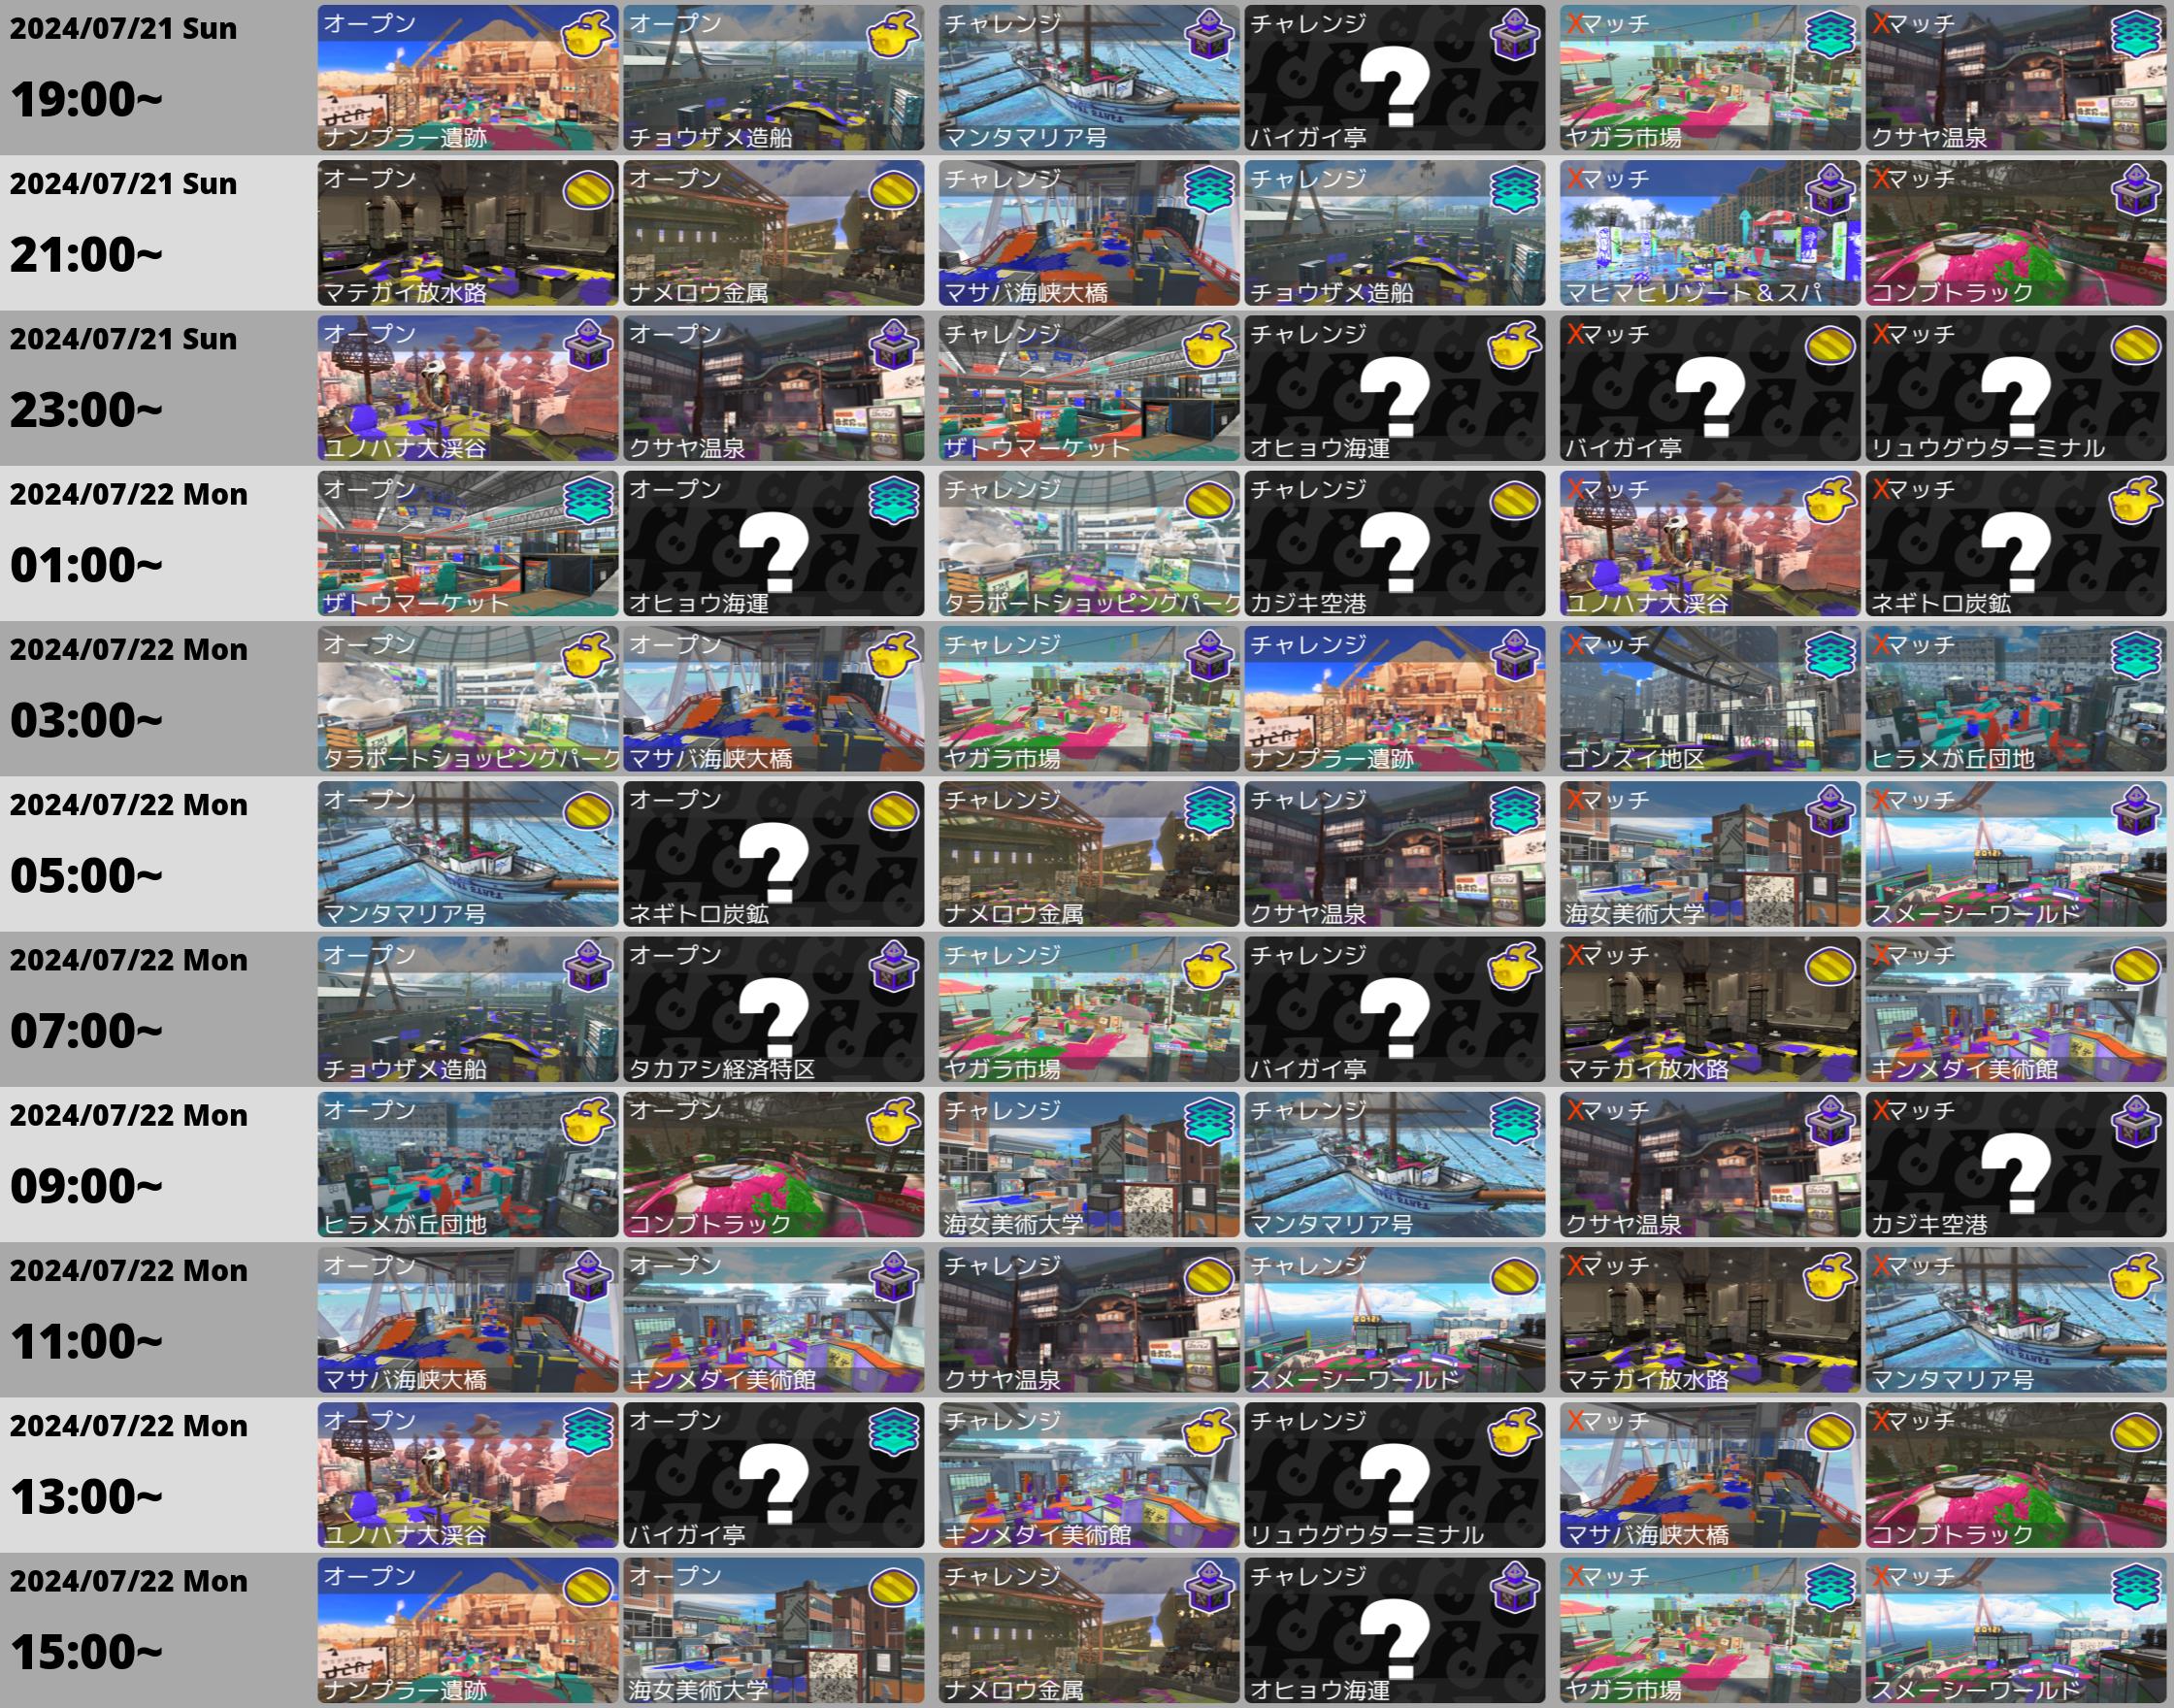 2024/07/21 Sun
19:00~
オープン
ナンプラー遺跡
オープン
チョウザメ造船
チャレンジ
マンタマリア号
チャレンジ
バイガイ亭
Xマッチ
ヤガラ市場
Xマッチ
クサヤ温泉
2024/07/21 Sun
21:00~
オープン
マテガイ放水路
オープン
ナメロウ金属
チャレンジ
マサバ海峡大橋
チャレンジ
チョウザメ造船
Xマッチ
マヒマヒリゾート＆スパ
Xマッチ
コンブトラック
2024/07/21 Sun
23:00~
オープン
ユノハナ大渓谷
オープン
クサヤ温泉
チャレンジ
ザトウマーケット
チャレンジ
オヒョウ海運
Xマッチ
バイガイ亭
Xマッチ
リュウグウターミナル
2024/07/22 Mon
01:00~
オープン
ザトウマーケット
オープン
オヒョウ海運
チャレンジ
タラポートショッピングパーク
チャレンジ
カジキ空港
Xマッチ
ユノハナ大渓谷
Xマッチ
ネギトロ炭鉱
2024/07/22 Mon
03:00~
オープン
タラポートショッピングパーク
オープン
マサバ海峡大橋
チャレンジ
ヤガラ市場
チャレンジ
ナンプラー遺跡
Xマッチ
ゴンズイ地区
Xマッチ
ヒラメが丘団地
2024/07/22 Mon
05:00~
オープン
マンタマリア号
オープン
ネギトロ炭鉱
チャレンジ
ナメロウ金属
チャレンジ
クサヤ温泉
Xマッチ
海女美術大学
Xマッチ
スメーシーワールド
2024/07/22 Mon
07:00~
オープン
チョウザメ造船
オープン
タカアシ経済特区
チャレンジ
ヤガラ市場
チャレンジ
バイガイ亭
Xマッチ
マテガイ放水路
Xマッチ
キンメダイ美術館
2024/07/22 Mon
09:00~
オープン
ヒラメが丘団地
オープン
コンブトラック
チャレンジ
海女美術大学
チャレンジ
マンタマリア号
Xマッチ
クサヤ温泉
Xマッチ
カジキ空港
2024/07/22 Mon
11:00~
オープン
マサバ海峡大橋
オープン
キンメダイ美術館
チャレンジ
クサヤ温泉
チャレンジ
スメーシーワールド
Xマッチ
マテガイ放水路
Xマッチ
マンタマリア号
2024/07/22 Mon
13:00~
オープン
ユノハナ大渓谷
オープン
バイガイ亭
チャレンジ
キンメダイ美術館
チャレンジ
リュウグウターミナル
Xマッチ
マサバ海峡大橋
Xマッチ
コンブトラック
2024/07/22 Mon
15:00~
オープン
ナンプラー遺跡
オープン
海女美術大学
チャレンジ
ナメロウ金属
チャレンジ
オヒョウ海運
Xマッチ
ヤガラ市場
Xマッチ
スメーシーワールド